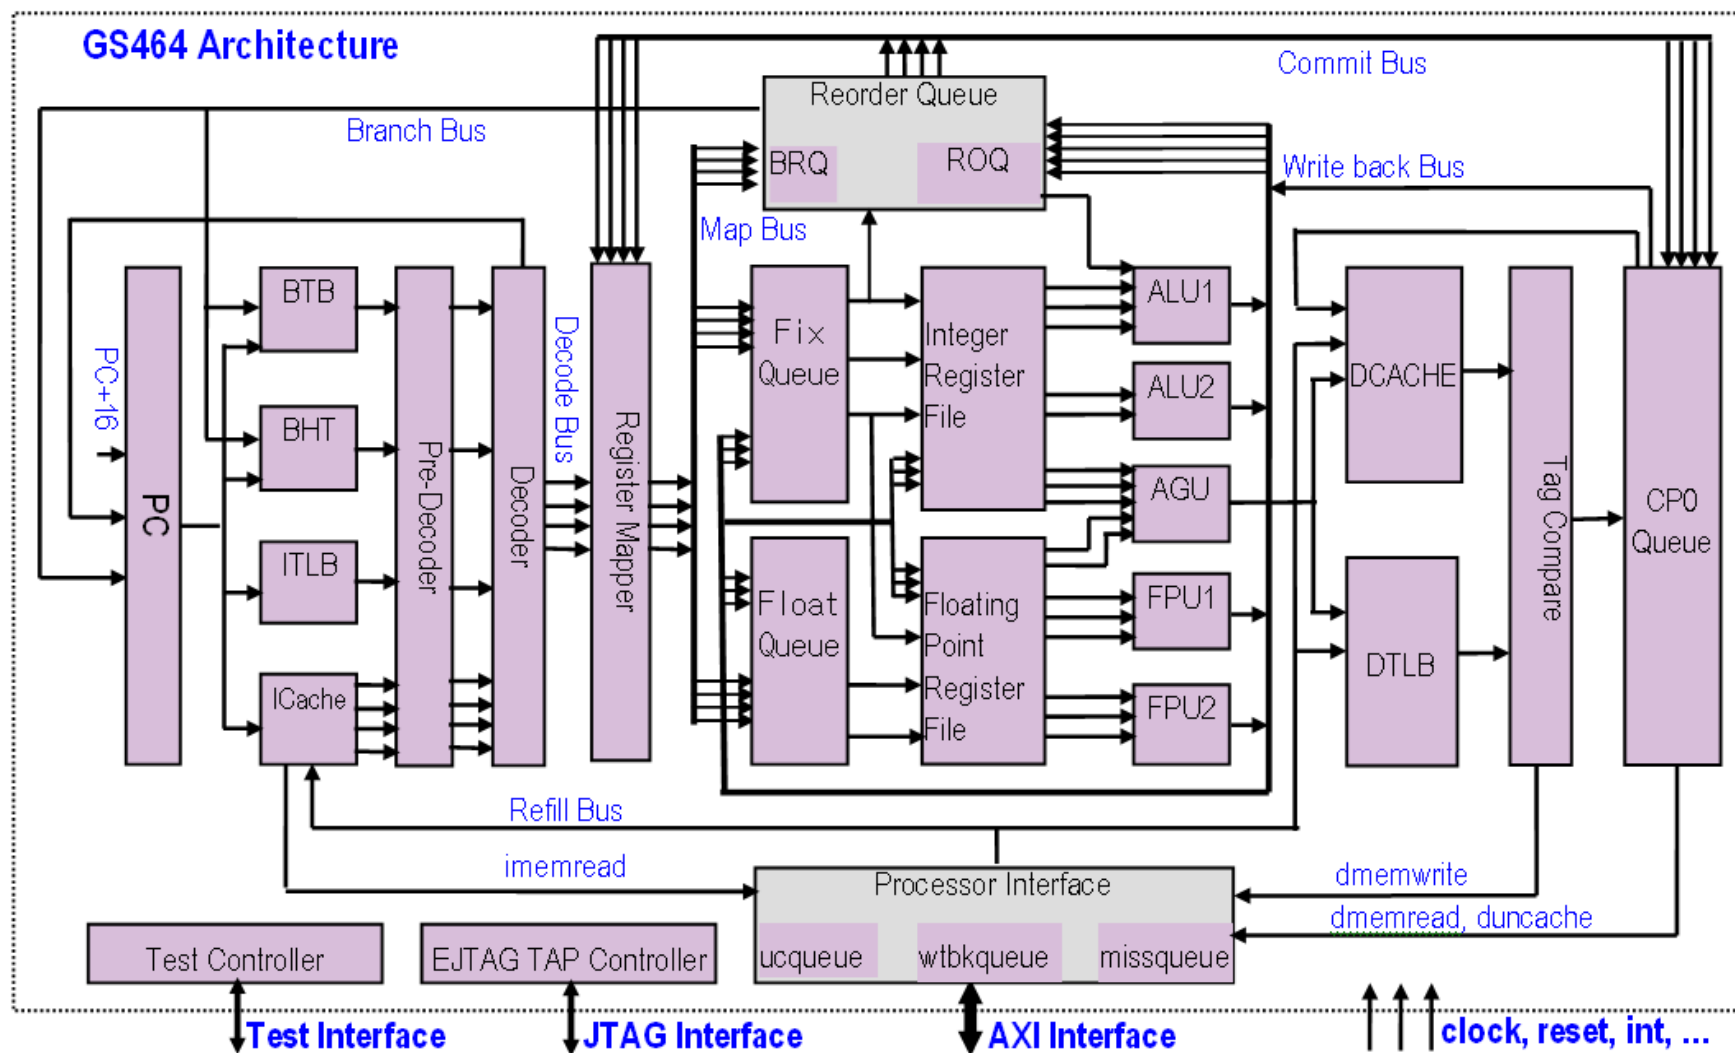 GS464 Architecture
Commit Bus
Reorder Queue
Branch Bus
BRQ
ROQ
Write back Bus
Map Bus
PC+16
PC
BTB
BHT
ITLB
ICache
Pre-Decoder
Decoder
Decode Bus
Register Mapper
Fix
Queue
Float
Queue
Integer
Register
File
Floating
Point
Register
File
ALU1
ALU2
AGU
FPU1
FPU2
DCACHE
DTLB
Tag Compare
CP0
Queue
Refill Bus
imemread
Processor Interface
dmemwrite
dmemread, duncache
Test Controller
EJTAG TAP Controller
ucqueue
wtbkqueue
missqueue
Test Interface
JTAG Interface
AXI Interface
clock, reset, int, ...